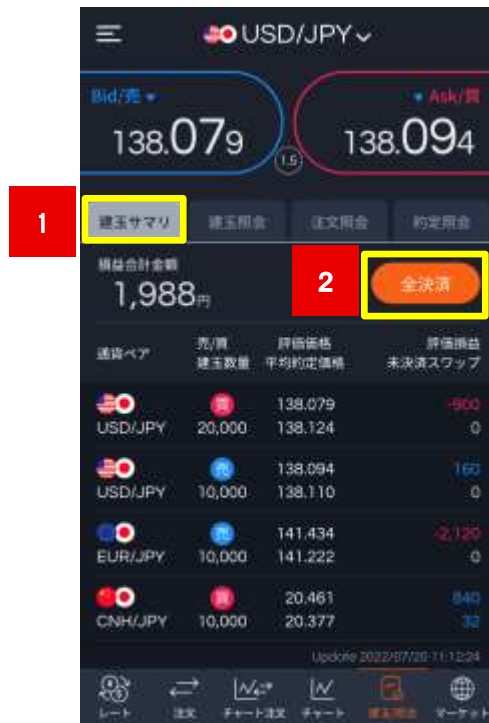 USD/JPY
Bid/売 Ask/買
138.079 138.094
1.5
1
建玉サマリ 建玉照会 注文照会 約定照会
損益合計金額
1,988円
2
全決済
通貨ペア 売/買 評価価格 評価損益
建玉数量 平均約定価格 未決済スワップ
買 138.079 -900
USD/JPY 20,000 138.124 0
売 138.094 160
USD/JPY 10,000 138.110 0
売 141.434 -2,120
EUR/JPY 10,000 141.222 0
買 20.461 840
CNH/JPY 10,000 20.377 32
Update 2022/07/20 11:12:24
レート 注文 チャート注文 チャート 建玉照会 マーケット